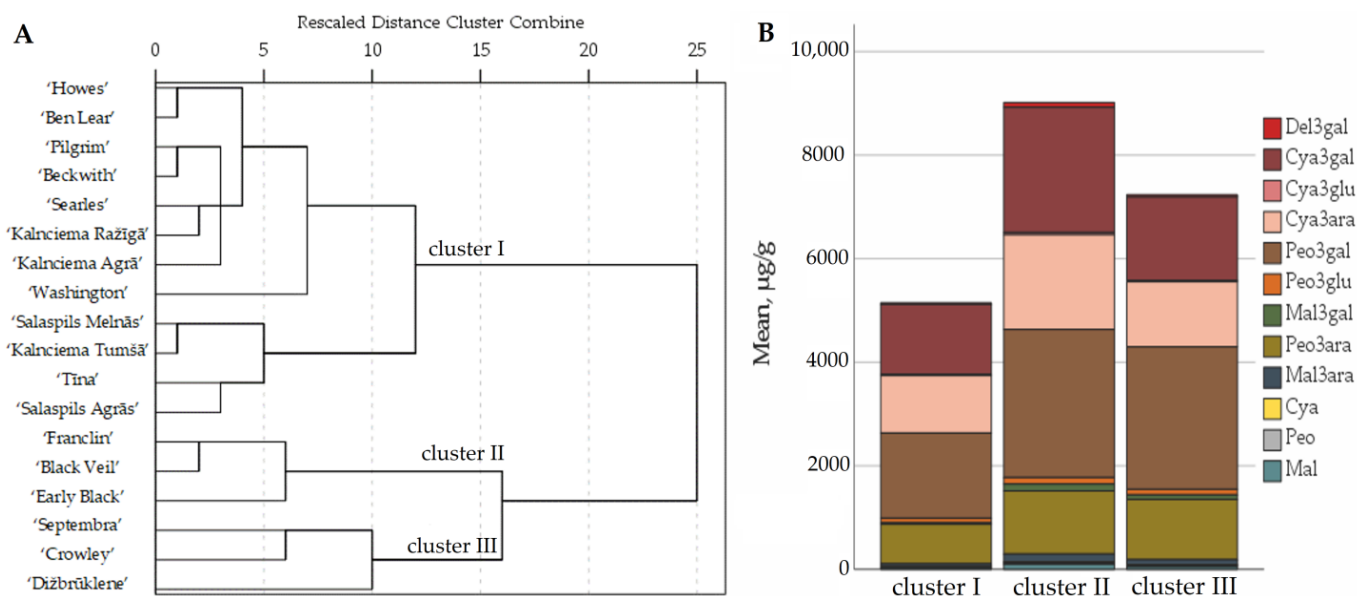 A
Rescaled Distance Cluster Combine
0 5 10 15 20 25
'Howes'
'Ben Lear'
'Pilgrim'
'Beckwith'
'Searles'
'Kalnciema Ražīgā'
'Kalnciema Agrā'
'Washington'
'Salaspils Melnās'
'Kalnciema Tumšā'
'Tīna'
'Salaspils Agrās'
'Franclin'
'Black Veil'
'Early Black'
'Septembra'
'Crowley'
'Dižbrūklene'
cluster I
cluster II
cluster III
B
Mean, µg/g
10,000
8000
6000
4000
2000
0
cluster I cluster II cluster III
Del3gal
Cya3gal
Cya3glu
Cya3ara
Peo3gal
Peo3glu
Mal3gal
Peo3ara
Mal3ara
Cya
Peo
Mal